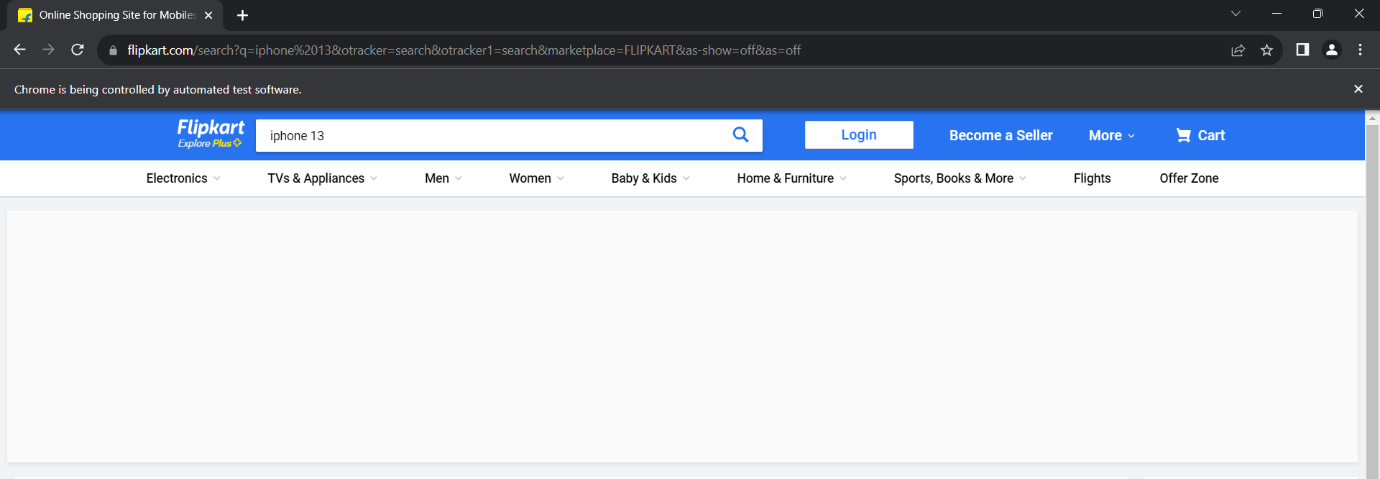 Online Shopping Site for Mobiles
flipkart.com/search?q=iphone%2013&otracker=search&otracker1=search&marketplace=FLIPKART&as-show=off&as=off
Chrome is being controlled by automated test software.
Flipkart
Explore Plus
iphone 13
Login
Become a Seller
More
Cart
Electronics
TVs & Appliances
Men
Women
Baby & Kids
Home & Furniture
Sports, Books & More
Flights
Offer Zone